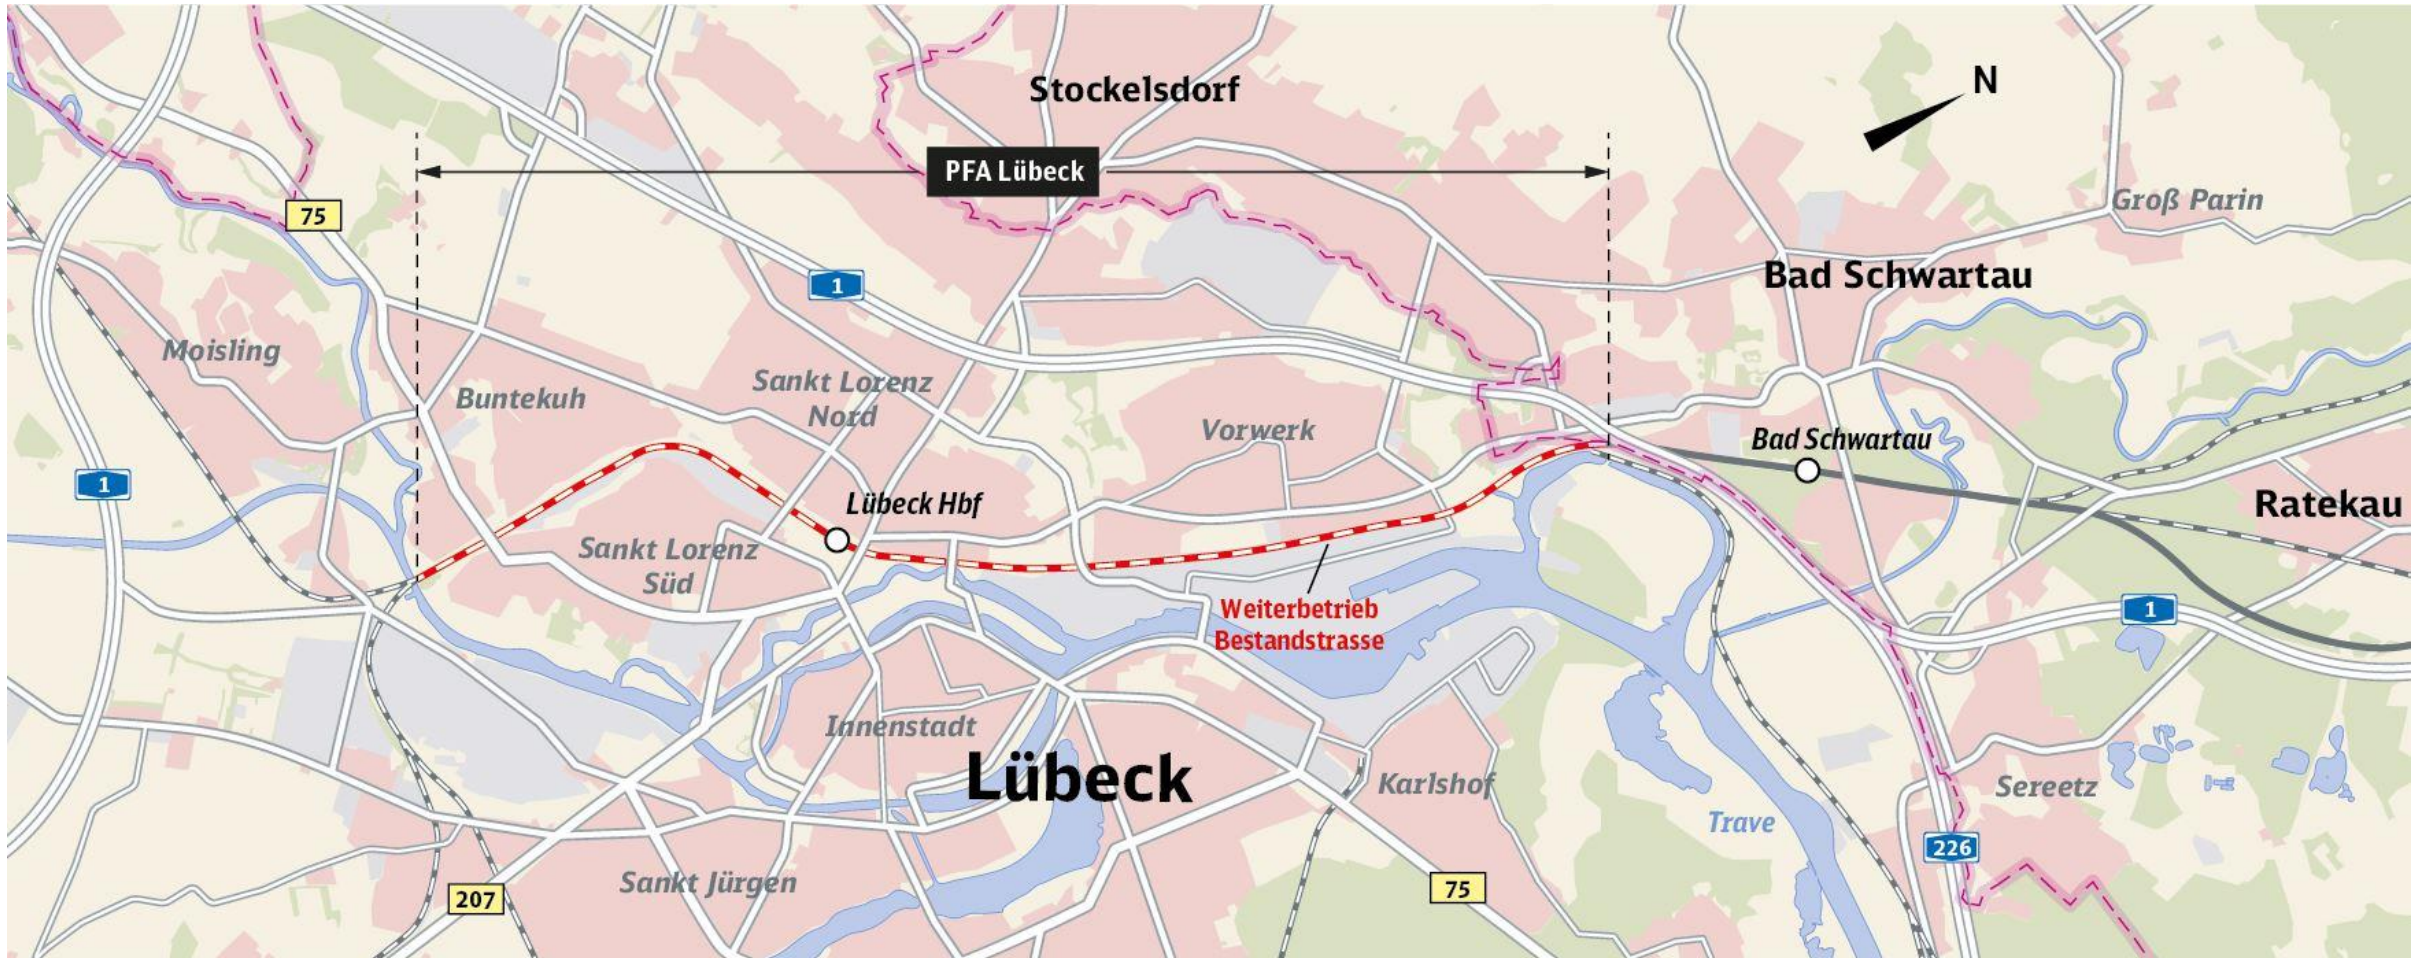 Stockelsdorf
N
PFA Lübeck
Groß Parin
75
Bad Schwartau
1
Moisling
Sankt Lorenz
Nord
Buntekuh
Vorwerk
Bad Schwartau
1
Lübeck Hbf
Ratekau
Sankt Lorenz
Süd
Weiterbetrieb
Bestandstrasse
1
Innenstadt
Lübeck
Karlshof
Sereetz
Trave
226
Sankt Jürgen
75
207